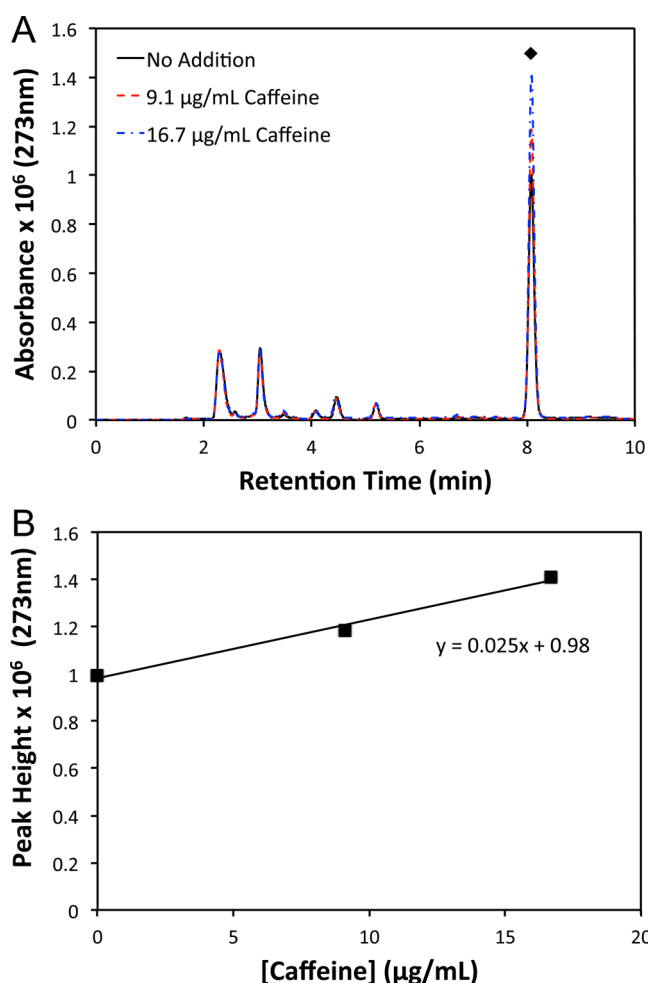 A
1.6
1.4
1.2
1
0.8
0.6
0.4
0.2
0
Absorbance x 10⁶ (273nm)
No Addition
9.1 µg/mL Caffeine
16.7 µg/mL Caffeine
0 2 4 6 8 10
Retention Time (min)
B
1.6
1.4
1.2
1
0.8
0.6
0.4
0.2
0
Peak Height x 10⁶ (273nm)
y = 0.025x + 0.98
0 5 10 15 20
[Caffeine] (µg/mL)